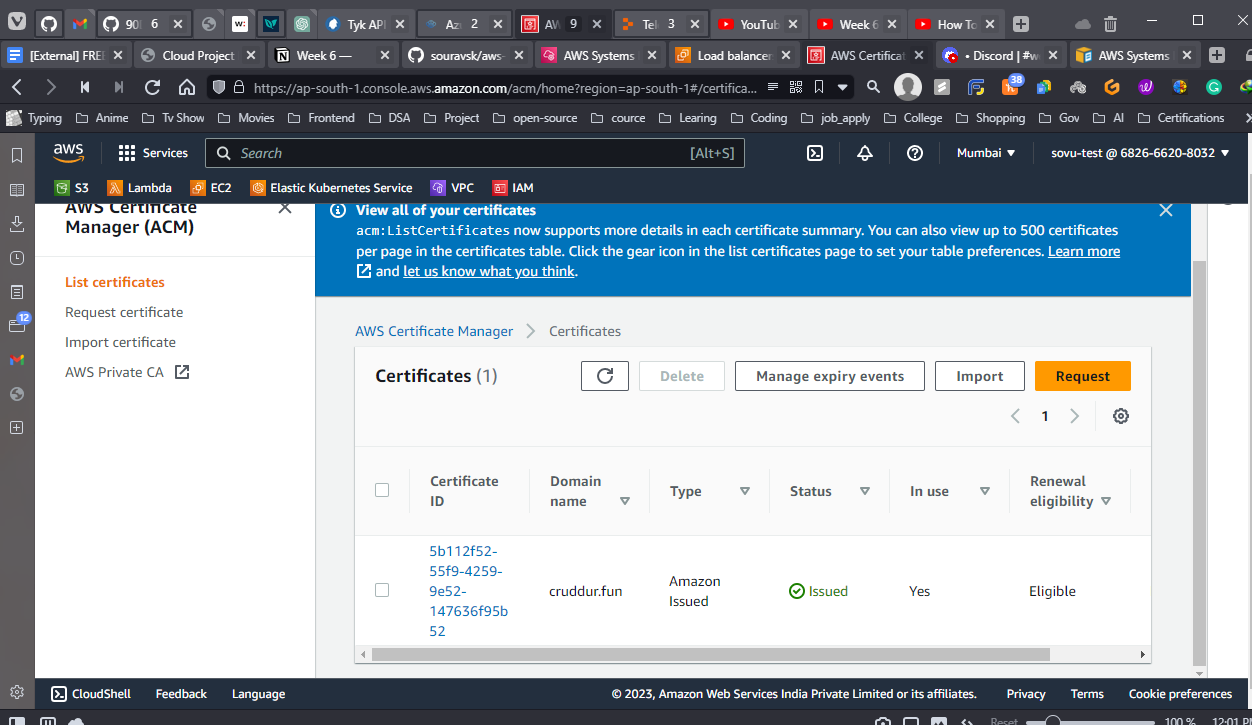 90
6
w:
Tyk API
Az
2
AW
9
Tel
3
YouTub
Week 6
How To
[External] FREE
Cloud Project
Week 6 —
souravsk/aws-
AWS Systems
Load balancer
AWS Certificat
• Discord | #w
AWS Systems
https://ap-south-1.console.aws.amazon.com/acm/home?region=ap-south-1#/certifica...
38
Typing
Anime
Tv Show
Movies
Frontend
DSA
Project
open-source
cource
Learing
Coding
job_apply
College
Shopping
Gov
AI
Certifications
aws
Services
Search
[Alt+S]
Mumbai
sovu-test @ 6826-6620-8032
S3
Lambda
EC2
Elastic Kubernetes Service
VPC
IAM
12
AWS Certificate
Manager (ACM)
List certificates
Request certificate
Import certificate
AWS Private CA
View all of your certificates
acm:ListCertificates now supports more details in each certificate summary. You can also view up to 500 certificates
per page in the certificates table. Click the gear icon in the list certificates page to set your table preferences. Learn more
and let us know what you think.
AWS Certificate Manager
Certificates
Certificates (1)
Delete
Manage expiry events
Import
Request
1
Certificate
ID
Domain
name
Type
Status
In use
Renewal
eligibility
5b112f52-
55f9-4259-
9e52-
147636f95b
52
cruddur.fun
Amazon
Issued
Issued
Yes
Eligible
CloudShell
Feedback
Language
© 2023, Amazon Web Services India Private Limited or its affiliates.
Privacy
Terms
Cookie preferences
Reset
100 %
12:01 PM